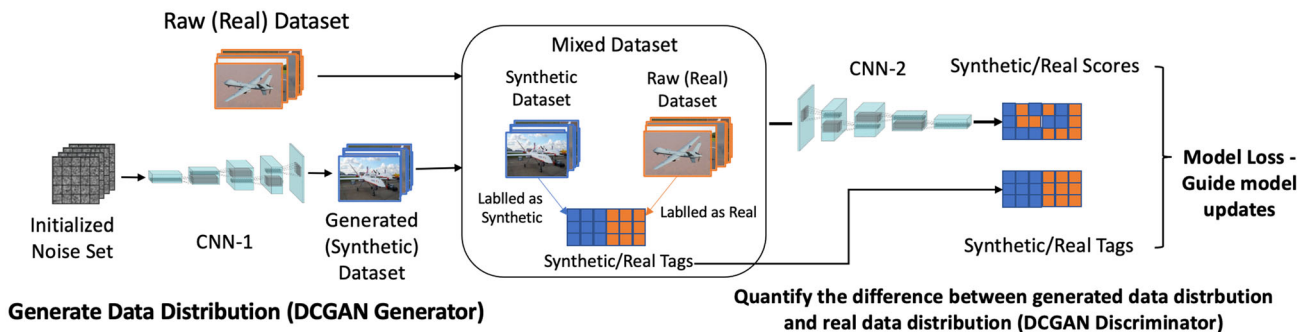 Raw (Real) Dataset
Initialized
Noise Set
CNN-1
Generated
(Synthetic)
Dataset
Generate Data Distribution (DCGAN Generator)
Mixed Dataset
Synthetic
Dataset
Raw (Real)
Dataset
Lablled as
Synthetic
Lablled as Real
Synthetic/Real Tags
CNN-2
Synthetic/Real Scores
Synthetic/Real Tags
Model Loss -
Guide model
updates
Quantify the difference between generated data distrbution
and real data distribution (DCGAN Discriminator)